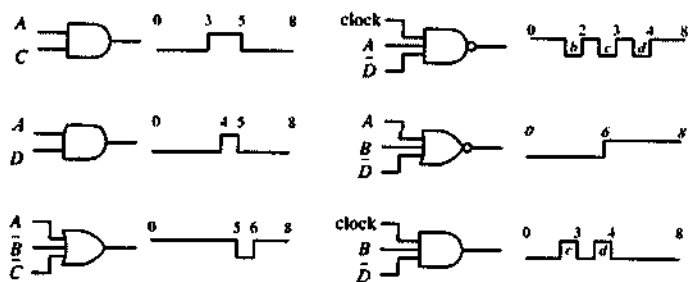 A 0 3 5 8
C
clock 0 2 3 4 8
A b c d
D̄
A 0 4 5 8
D
A 0 6 8
B
D̄
A 0 5 6 8
B̄
C̄
clock 0 3 4 8
B c d
D̄